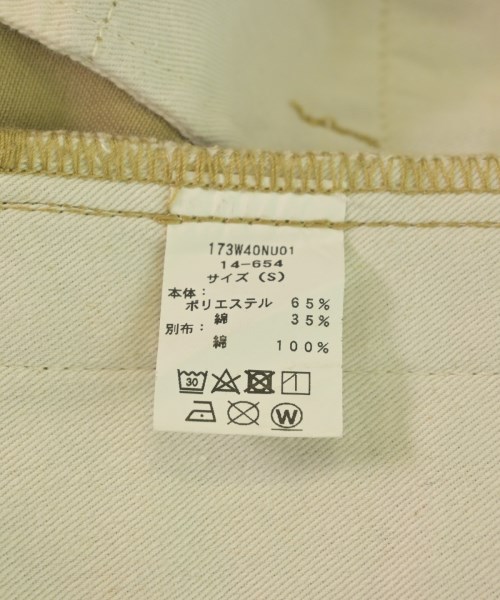 173W40NU01
14-654
サイズ (S)
本体:
ポリエステル 65%
綿 35%
別布:
綿 100%
30
W